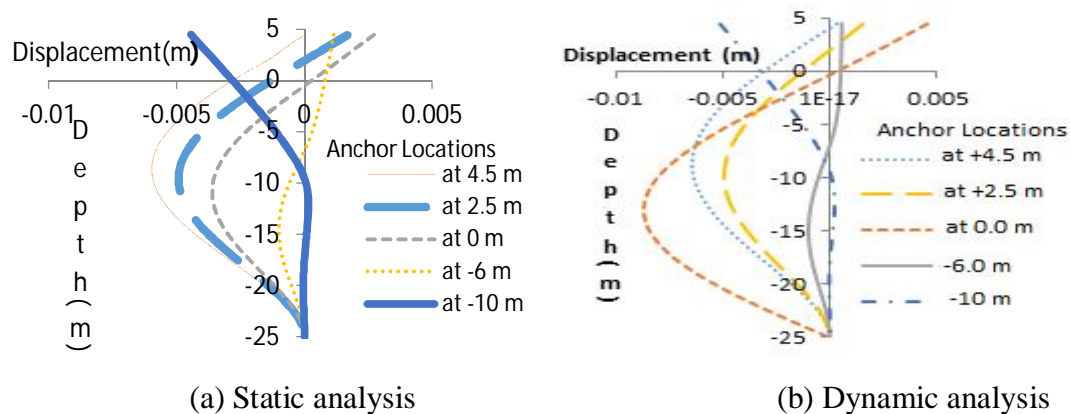 Displacement(m)
-0.01
-0.005
0
0.005
5
0
-5
-10
-15
-20
-25
Depth(m)
Anchor Locations
at 4.5 m
at 2.5 m
at 0 m
at -6 m
at -10 m
(a) Static analysis
Displacement (m)
-0.01
-0.005
1E-17
0.005
5
0
-5
-10
-15
-20
-25
Depth(m)
Anchor Locations
at +4.5 m
at +2.5 m
at 0.0 m
-6.0 m
-10 m
(b) Dynamic analysis